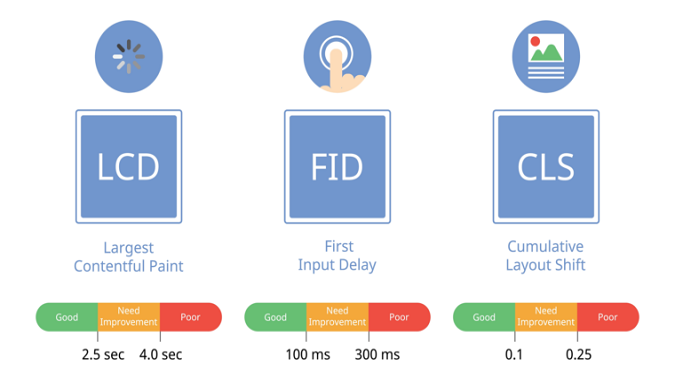 LCD
FID
CLS
Largest
Contentful Paint
First
Input Delay
Cumulative
Layout Shift
Good
Need
Improvement
Poor
Good
Need
Improvement
Poor
Good
Need
Improvement
Poor
2.5 sec
4.0 sec
100 ms
300 ms
0.1
0.25